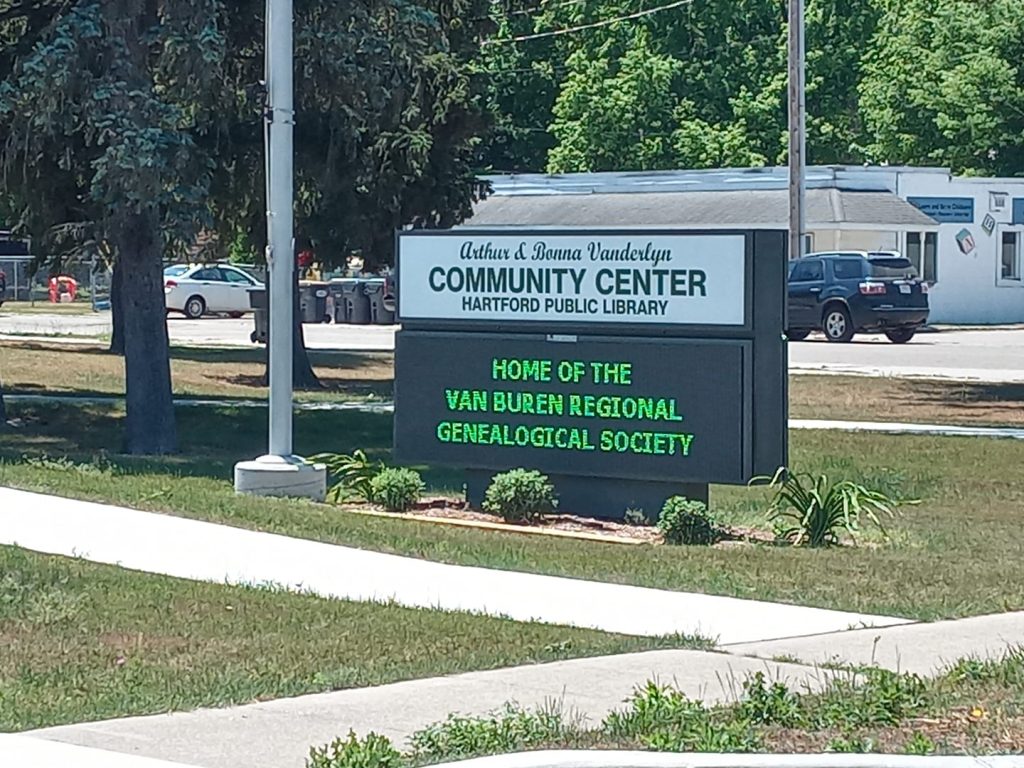 Arthur & Bonna Vanderlyn
COMMUNITY CENTER
HARTFORD PUBLIC LIBRARY
HOME OF THE
VAN BUREN REGIONAL
GENEALOGICAL SOCIETY